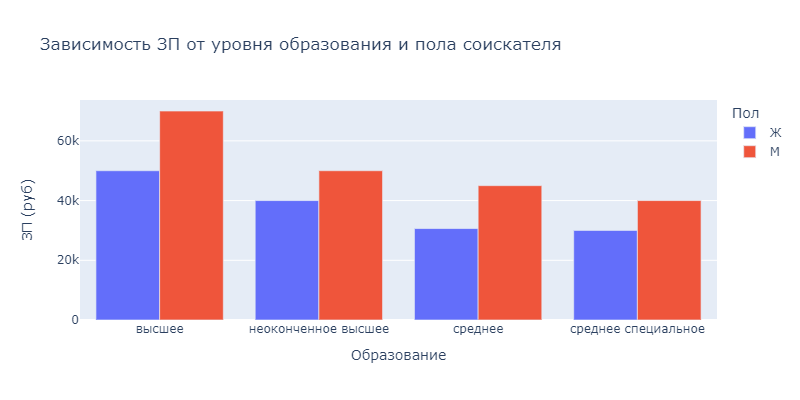 Зависимость ЗП от уровня образования и пола соискателя
Пол
Ж
М
60k
40k
20k
0
ЗП (руб)
высшее
неоконченное высшее
среднее
среднее специальное
Образование